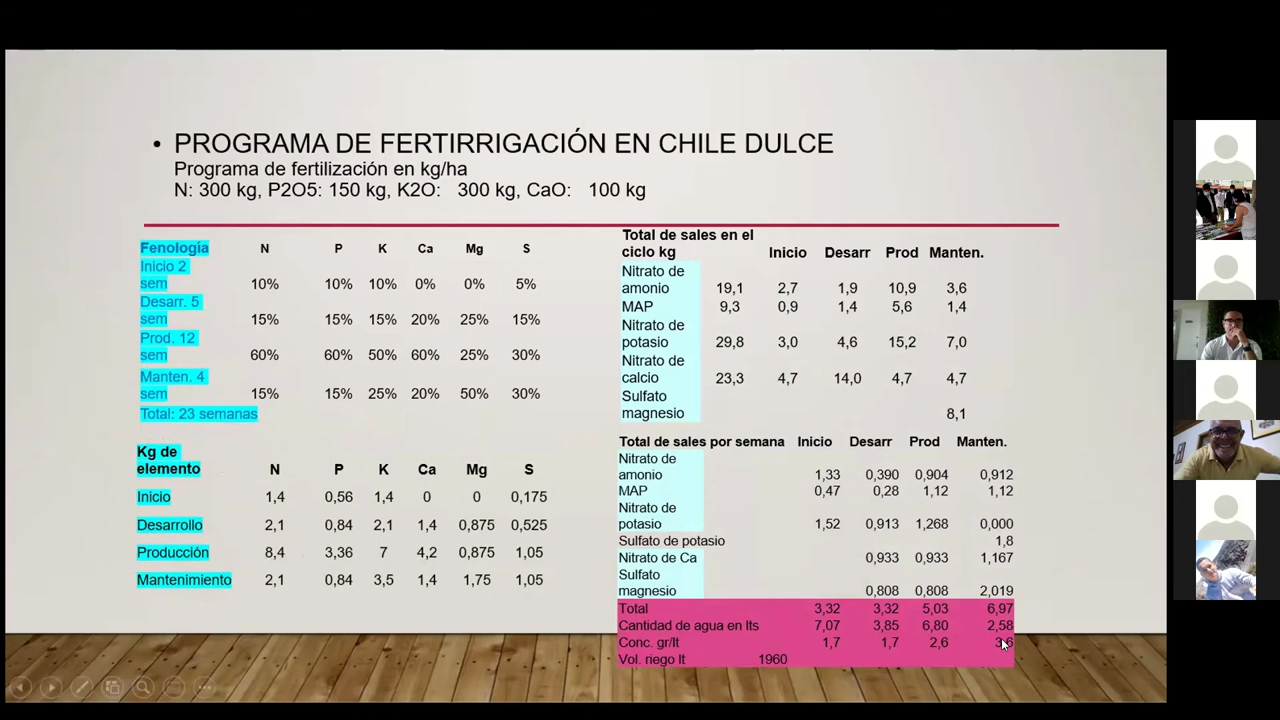 • PROGRAMA DE FERTIRRIGACIÓN EN CHILE DULCE
Programa de fertilización en kg/ha
N: 300 kg, P2O5: 150 kg, K2O: 300 kg, CaO: 100 kg
Fenología N P K Ca Mg S
Inicio 2
sem 10% 10% 10% 0% 0% 5%
Desarr. 5
sem 15% 15% 15% 20% 25% 15%
Prod. 12
sem 60% 60% 50% 60% 25% 30%
Manten. 4
sem 15% 15% 25% 20% 50% 30%
Total: 23 semanas
Kg de
elemento N P K Ca Mg S
Inicio 1,4 0,56 1,4 0 0 0,175
Desarrollo 2,1 0,84 2,1 1,4 0,875 0,525
Producción 8,4 3,36 7 4,2 0,875 1,05
Mantenimiento 2,1 0,84 3,5 1,4 1,75 1,05
Total de sales en el
ciclo kg Inicio Desarr Prod Manten.
Nitrato de
amonio 19,1 2,7 1,9 10,9 3,6
MAP 9,3 0,9 1,4 5,6 1,4
Nitrato de
potasio 29,8 3,0 4,6 15,2 7,0
Nitrato de
calcio 23,3 4,7 14,0 4,7 4,7
Sulfato
magnesio 8,1
Total de sales por semana Inicio Desarr Prod Manten.
Nitrato de
amonio 1,33 0,390 0,904 0,912
MAP 0,47 0,28 1,12 1,12
Nitrato de
potasio 1,52 0,913 1,268 0,000
Sulfato de potasio 1,8
Nitrato de Ca 0,933 0,933 1,167
Sulfato
magnesio 0,808 0,808 2,019
Total 3,32 3,32 5,03 6,97
Cantidad de agua en lts 7,07 3,85 6,80 2,58
Conc. gr/lt 1,7 1,7 2,6
Vol. riego lt 1960